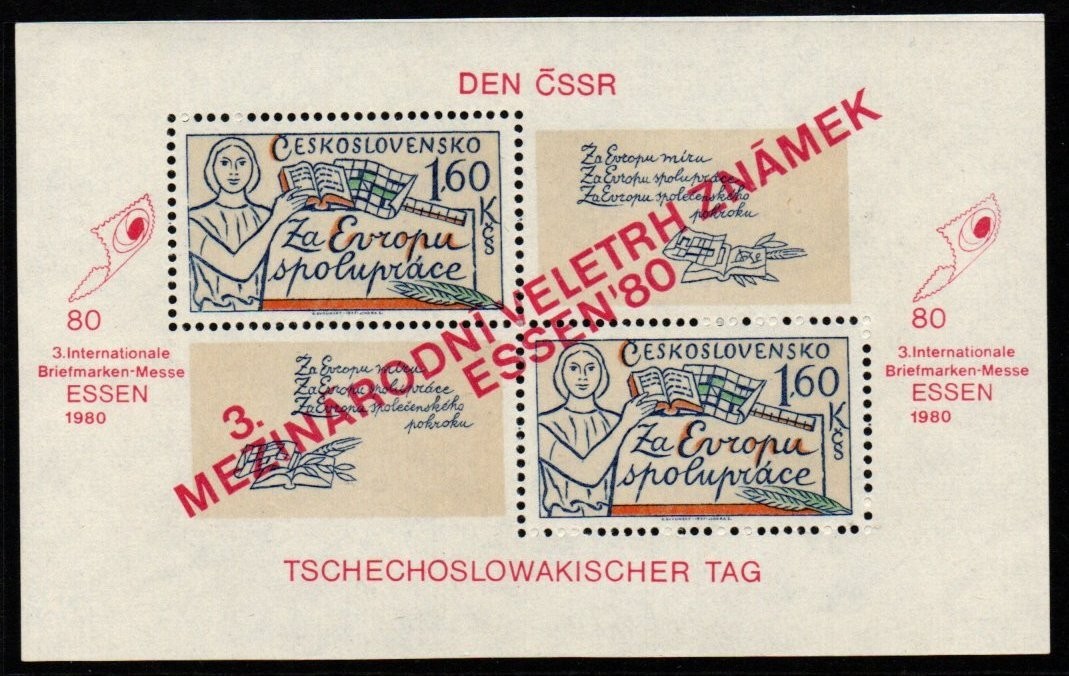 DEN ČSSR
ČESKOSLOVENSKO
1,60
Kčs
Za Evropu
spolupráce
Za Evropu míru
Za Evropu spolupráce
Za Evropu společenského
pokroku
80
3.Internationale
Briefmarken-Messe
ESSEN
1980
3.
MEZINÁRODNÍ VELETRH ZNÁMEK
ESSEN'80
80
3.Internationale
Briefmarken-Messe
ESSEN
1980
Za Evropu míru
Za Evropu spolupráce
Za Evropu společenského
pokroku
ČESKOSLOVENSKO
1,60
Kčs
Za Evropu
spolupráce
TSCHECHOSLOWAKISCHER TAG